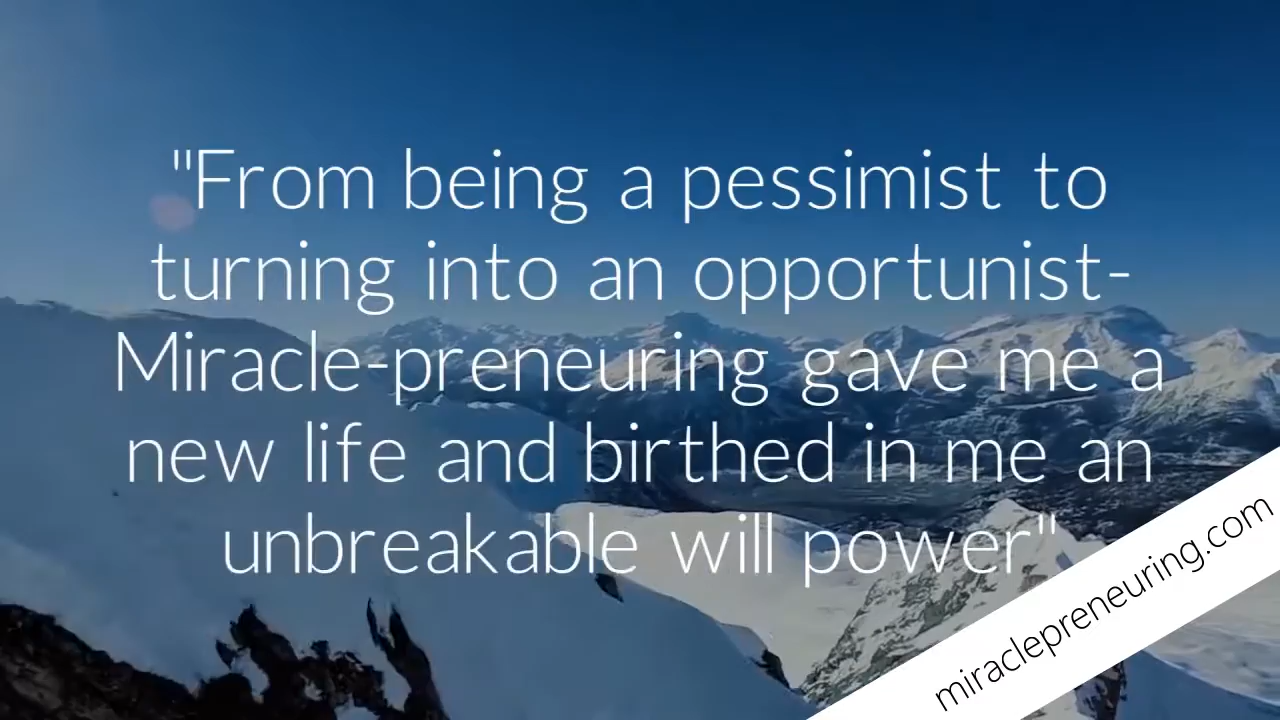 "From being a pessimist to
turning into an opportunist-
Miracle-preneuring gave me a
new life and birthed in me an
unbreakable will power"
miraclepreneuring.com